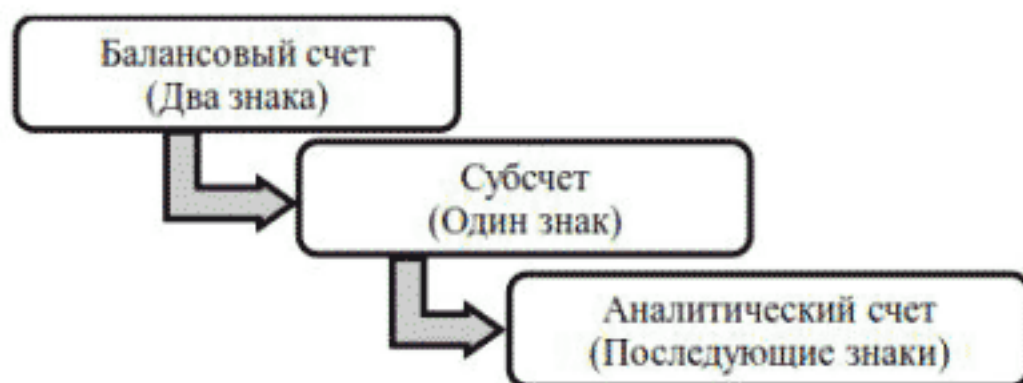 Балансовый счет
(Два знака)
Субсчет
(Один знак)
Аналитический счет
(Последующие знаки)